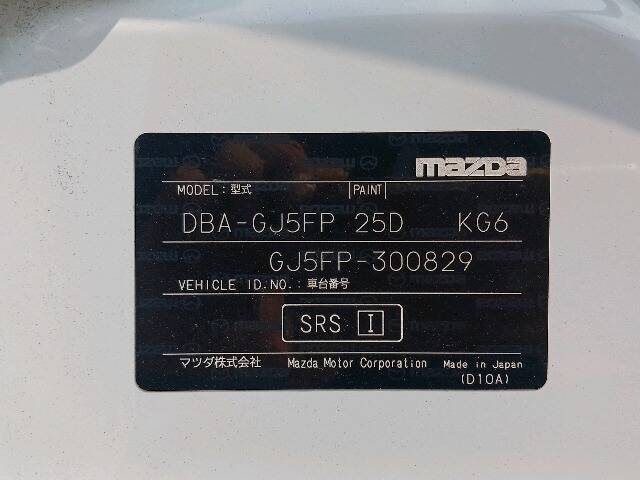 mazda
MODEL: 型式 PAINT
DBA-GJ5FP 25D KG6
GJ5FP-300829
VEHICLE ID.NO.: 車台番号
SRS I
マツダ株式会社 Mazda Motor Corporation Made in Japan
(D10A)